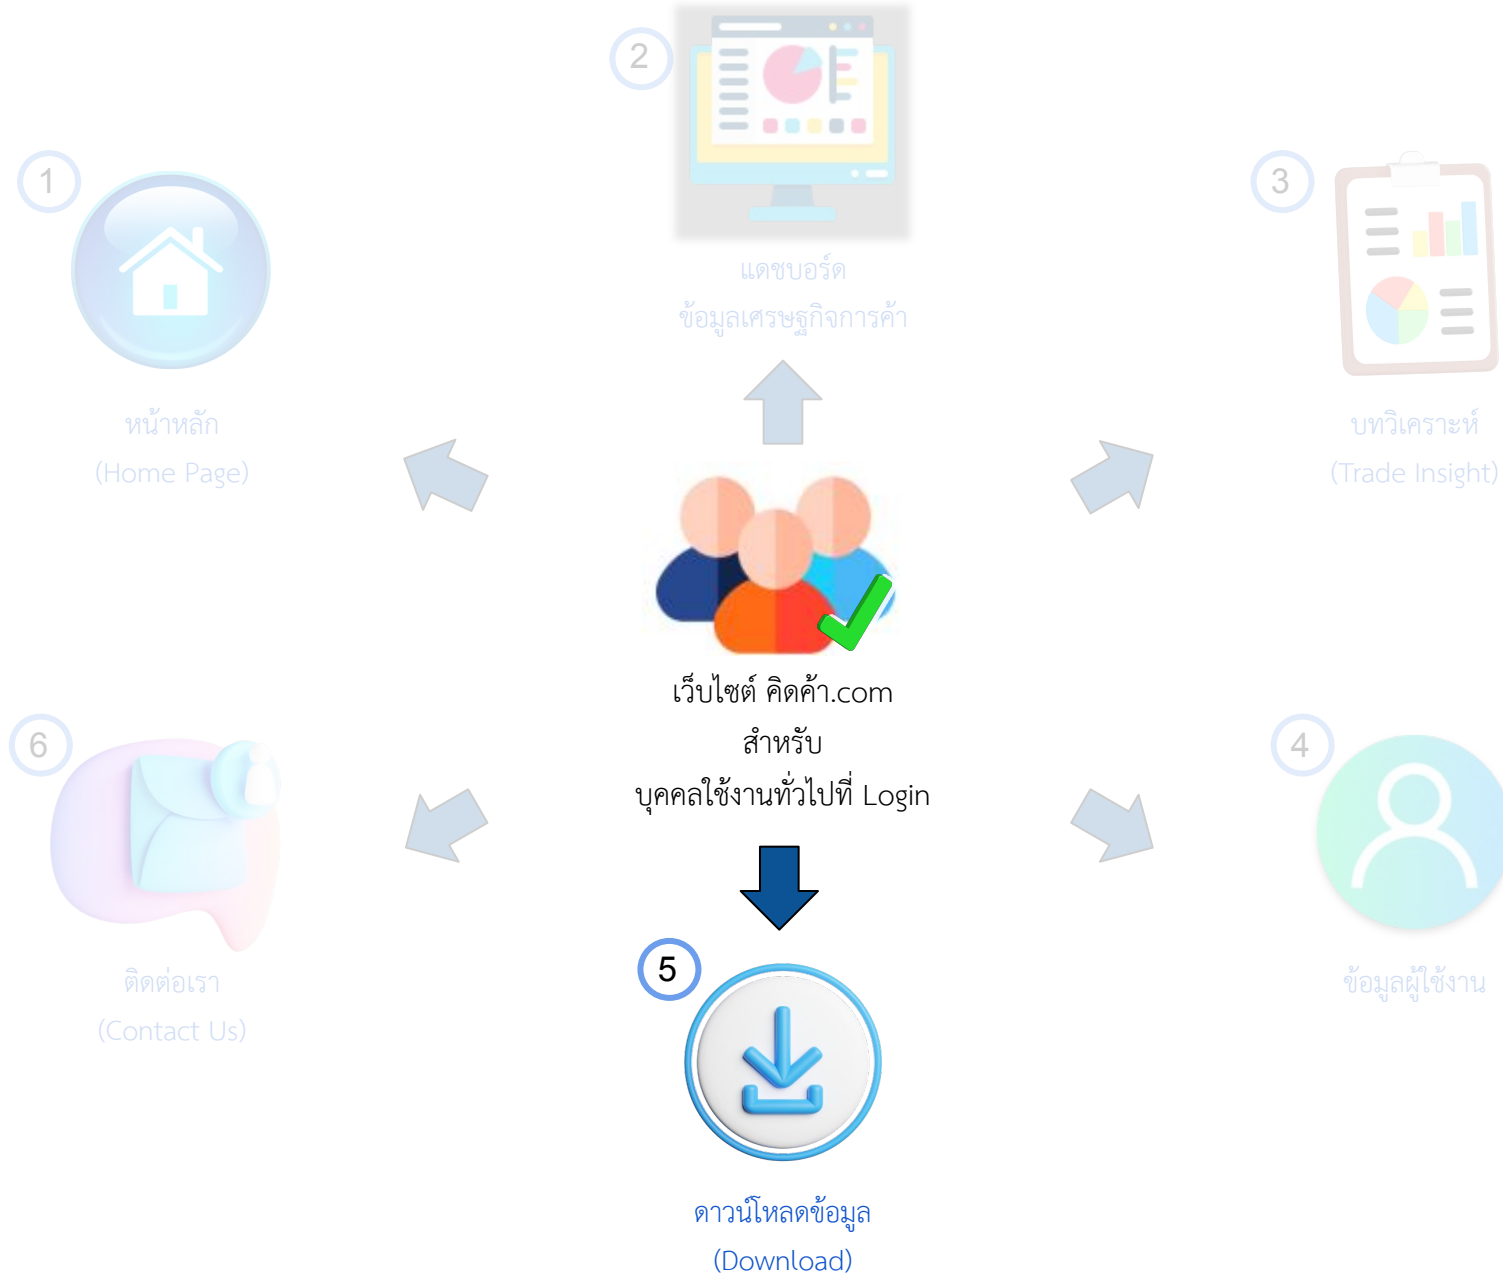 1
หน้าหลัก
(Home Page)
2
แดชบอร์ด
ข้อมูลเศรษฐกิจการค้า
3
บทวิเคราะห์
(Trade Insight)
เว็บไซต์ คิดค้า.com
สำหรับ
บุคคลใช้งานทั่วไปที่ Login
4
ข้อมูลผู้ใช้งาน
5
ดาวน์โหลดข้อมูล
(Download)
6
ติดต่อเรา
(Contact Us)